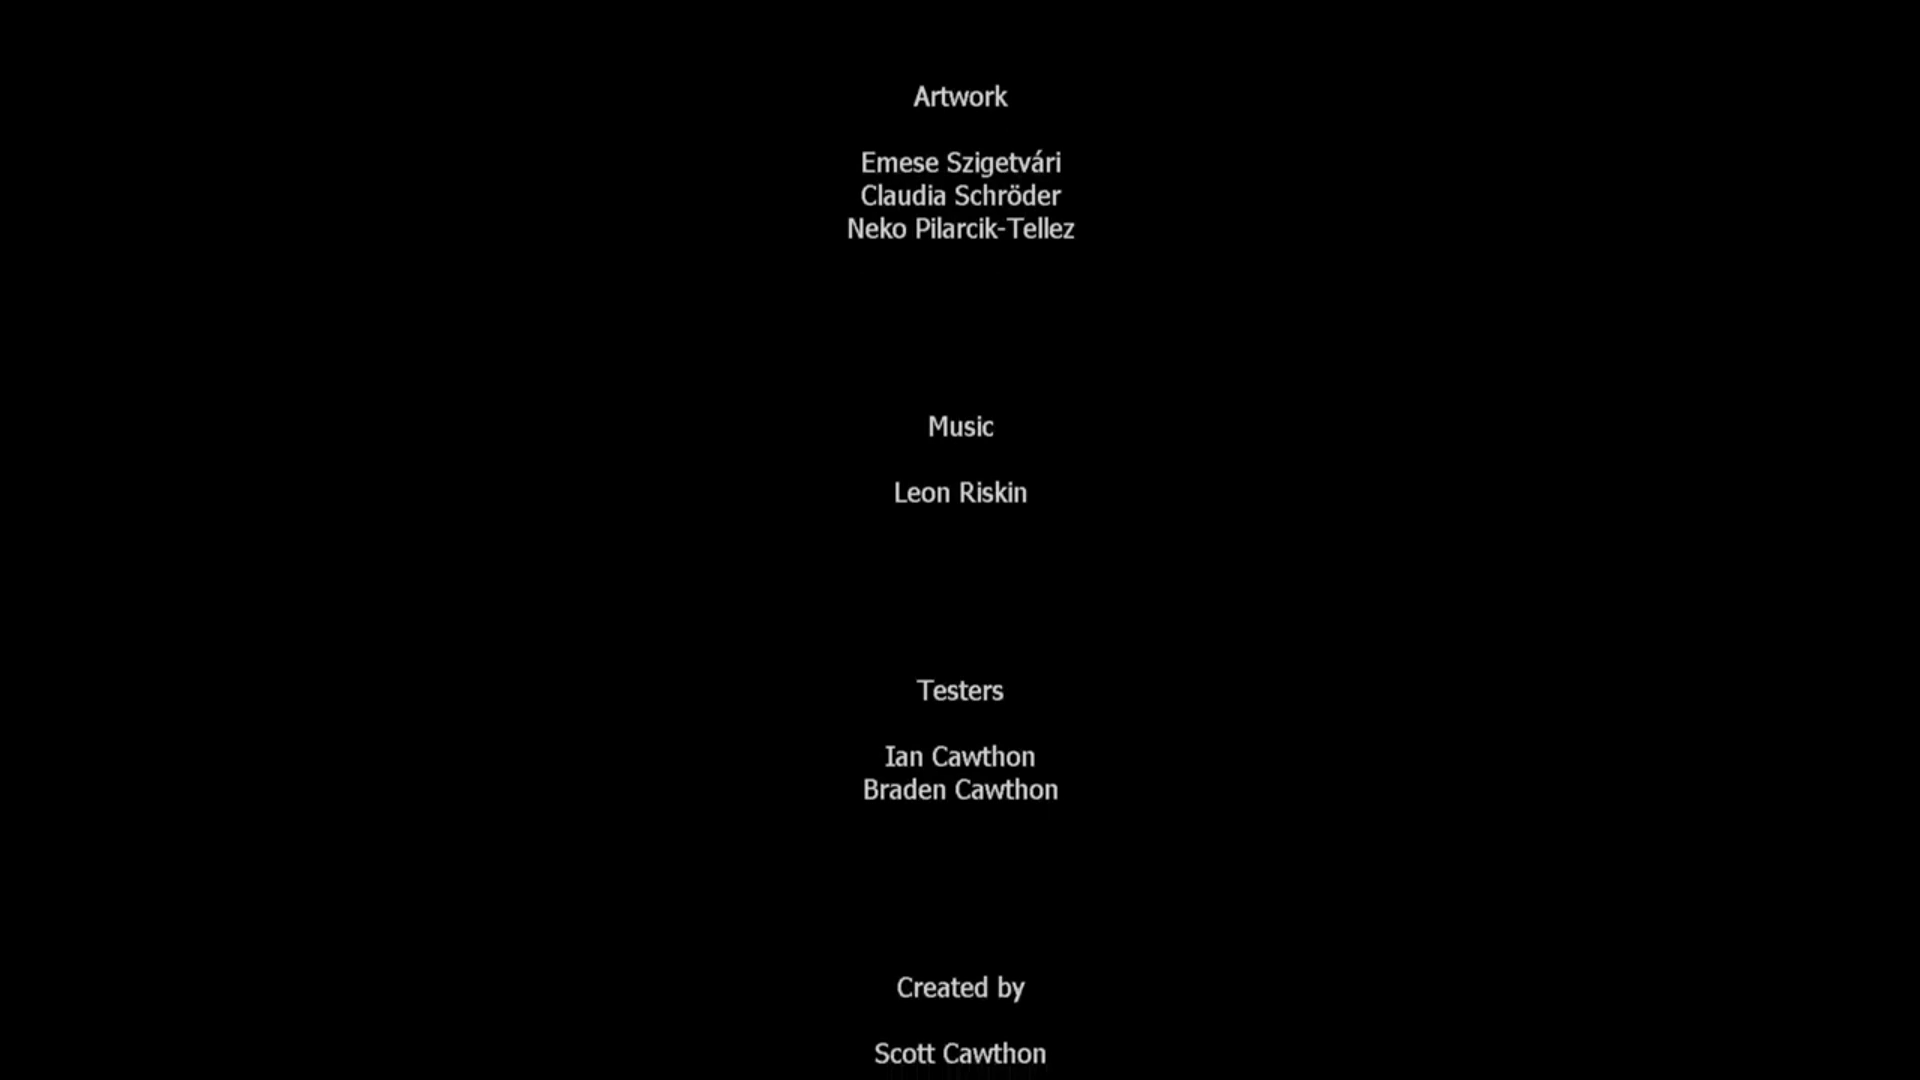 Artwork
Emese Szigetvári
Claudia Schröder
Neko Pilarcik-Tellez
Music
Leon Riskin
Testers
Ian Cawthon
Braden Cawthon
Created by
Scott Cawthon